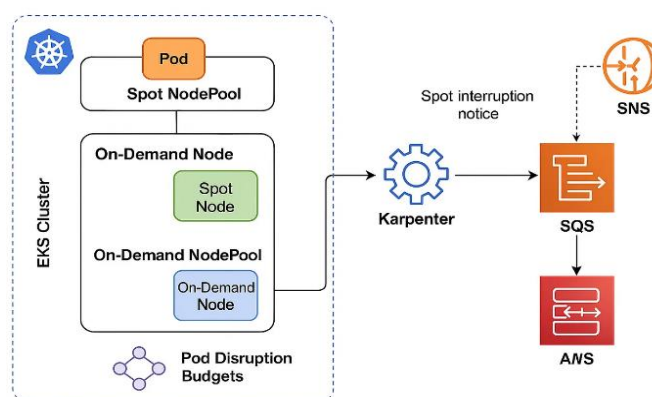 Pod
Spot NodePool
On-Demand Node
Spot
Node
On-Demand NodePool
On-Demand
Node
Pod Disruption
Budgets
EKS Cluster
Karpenter
Spot interruption
notice
SNS
SQS
ANS